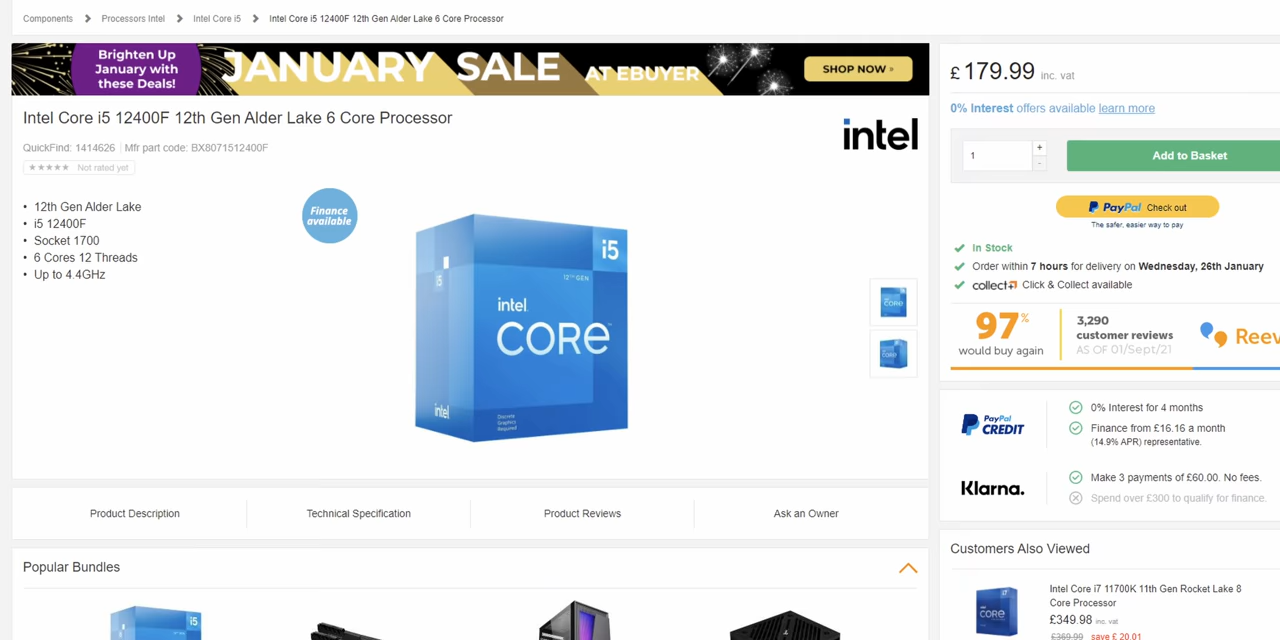 Components > Processors Intel > Intel Core i5 > Intel Core i5 12400F 12th Gen Alder Lake 6 Core Processor
Brighten Up
January with
these Deals!
JANUARY SALE AT EBUYER
SHOP NOW »
Intel Core i5 12400F 12th Gen Alder Lake 6 Core Processor
intel
QuickFind: 1414626 | Mfr part code: BX8071512400F
★★★★★ Not rated yet
• 12th Gen Alder Lake
• i5 12400F
• Socket 1700
• 6 Cores 12 Threads
• Up to 4.4GHz
Finance
available
i5
i5
12TH GEN
intel
CORE™
intel
Discrete
Graphics
Required
CORE
CORE
£ 179.99 inc. vat
0% Interest offers available learn more
1
+
-
Add to Basket
PayPal Check out
The safer, easier way to pay
In Stock
Order within 7 hours for delivery on Wednesday, 26th January
collect+ Click & Collect available
97%
would buy again
3,290
customer reviews
AS OF 01/Sept/21
Reev
PayPal
CREDIT
0% Interest for 4 months
Finance from £16.16 a month
(14.9% APR) representative.
Klarna.
Make 3 payments of £60.00. No fees.
Spend over £300 to qualify for finance.
Product Description
Technical Specification
Product Reviews
Ask an Owner
Popular Bundles
i5
Customers Also Viewed
i7
CORE
Intel Core i7 11700K 11th Gen Rocket Lake 8
Core Processor
£349.98 inc. vat
£369.99 save £ 20.01